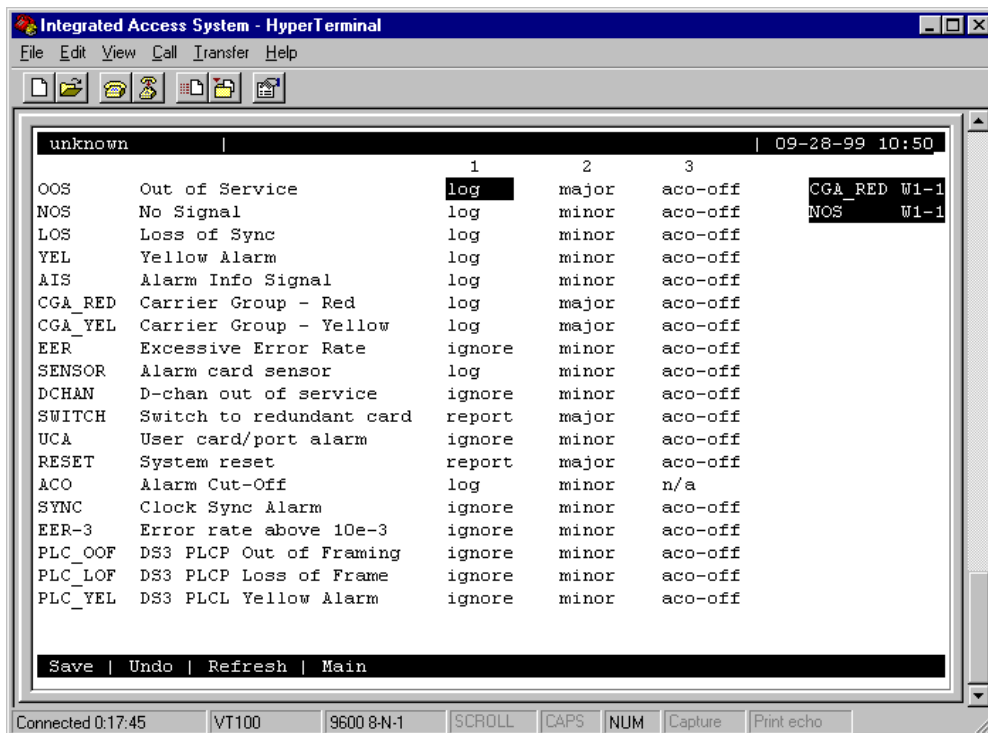 Integrated Access System - HyperTerminal
File Edit View Call Transfer Help
unknown | | 09-28-99 10:50
1 2 3
OOS Out of Service log major aco-off CGA_RED W1-1
NOS No Signal log minor aco-off NOS W1-1
LOS Loss of Sync log minor aco-off
YEL Yellow Alarm log minor aco-off
AIS Alarm Info Signal log minor aco-off
CGA_RED Carrier Group - Red log major aco-off
CGA_YEL Carrier Group - Yellow log major aco-off
EER Excessive Error Rate ignore minor aco-off
SENSOR Alarm card sensor log minor aco-off
DCHAN D-chan out of service ignore minor aco-off
SWITCH Switch to redundant card report major aco-off
UCA User card/port alarm ignore minor aco-off
RESET System reset report major aco-off
ACO Alarm Cut-Off log minor n/a
SYNC Clock Sync Alarm ignore minor aco-off
EER-3 Error rate above 10e-3 ignore minor aco-off
PLC_OOF DS3 PLCP Out of Framing ignore minor aco-off
PLC_LOF DS3 PLCP Loss of Frame ignore minor aco-off
PLC_YEL DS3 PLCL Yellow Alarm ignore minor aco-off
Save | Undo | Refresh | Main
Connected 0:17:45 VT100 9600 8-N-1 SCROLL CAPS NUM Capture Print echo